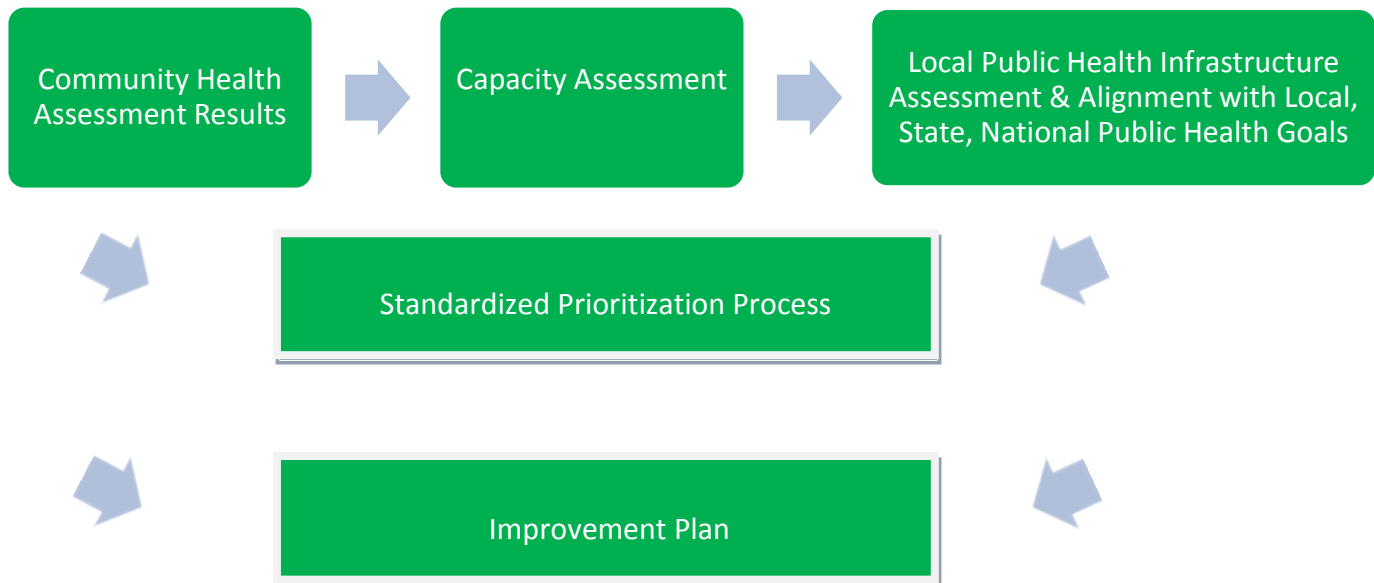 Community Health
Assessment Results
Capacity Assessment
Local Public Health Infrastructure
Assessment & Alignment with Local,
State, National Public Health Goals
Standardized Prioritization Process
Improvement Plan